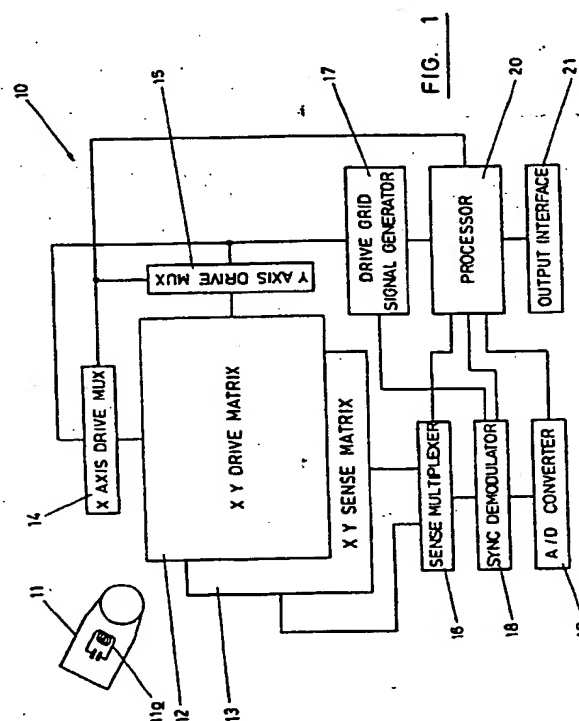 10
15
17
FIG. 1
20
21
X AXIS DRIVE MUX
Y AXIS DRIVE MUX
DRIVE GRID
SIGNAL GENERATOR
PROCESSOR
OUTPUT INTERFACE
14
X Y DRIVE MATRIX
X Y SENSE MATRIX
SENSE MULTIPLEXER
SYNC DEMODULATOR
A/D CONVERTER
11
11a
12
13
16
18